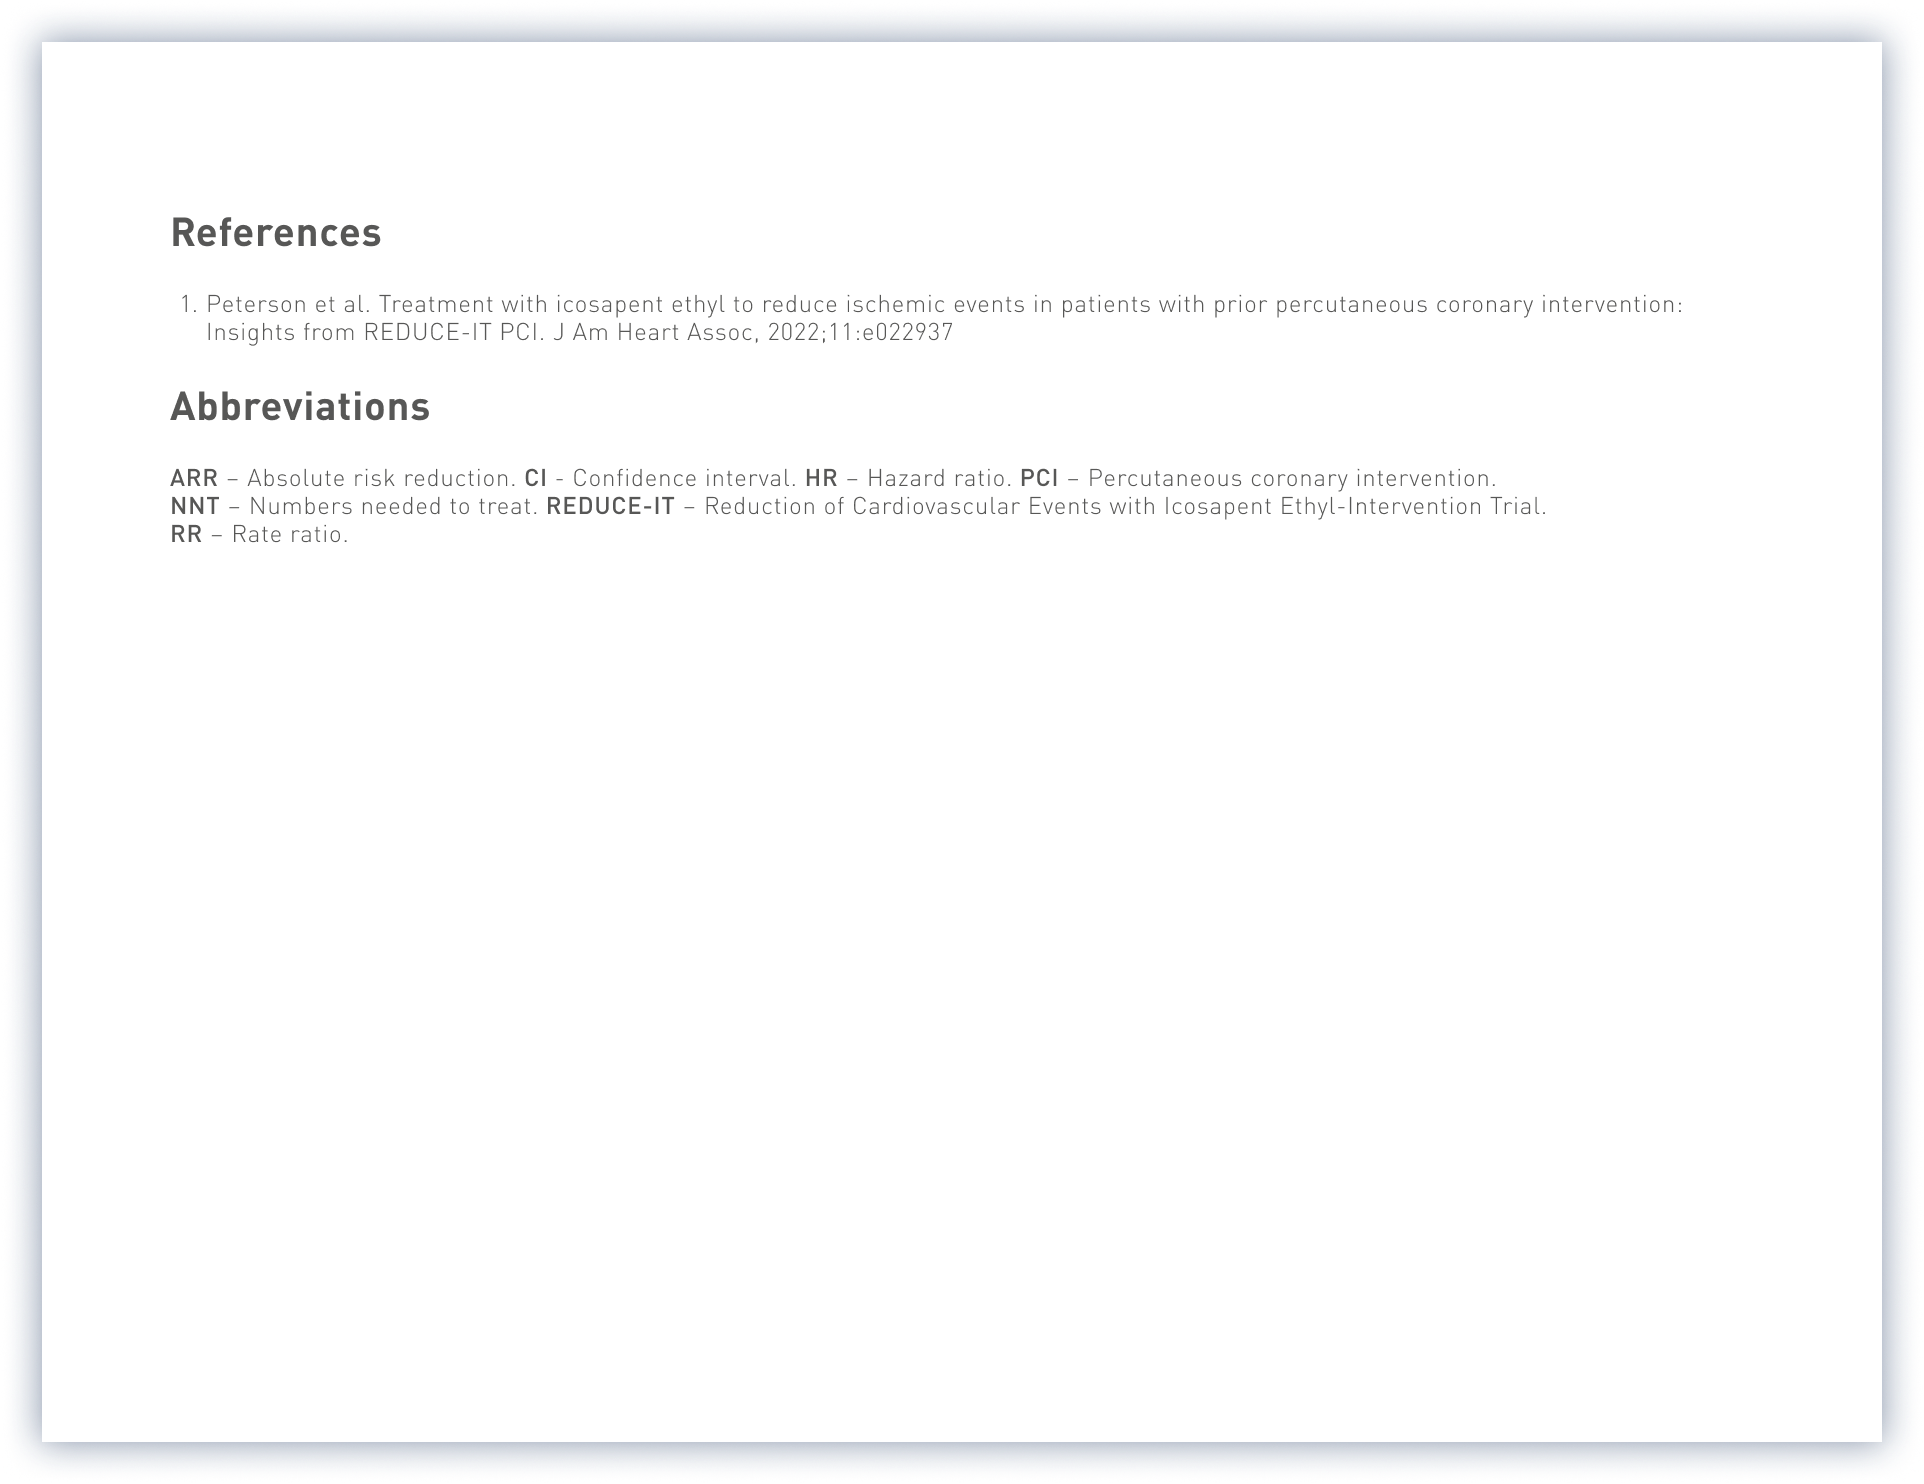 References
1. Peterson et al. Treatment with icosapent ethyl to reduce ischemic events in patients with prior percutaneous coronary intervention:
Insights from REDUCE-IT PCI. J Am Heart Assoc, 2022;11:e022937
Abbreviations
ARR – Absolute risk reduction. CI - Confidence interval. HR – Hazard ratio. PCI – Percutaneous coronary intervention.
NNT – Numbers needed to treat. REDUCE-IT – Reduction of Cardiovascular Events with Icosapent Ethyl-Intervention Trial.
RR – Rate ratio.